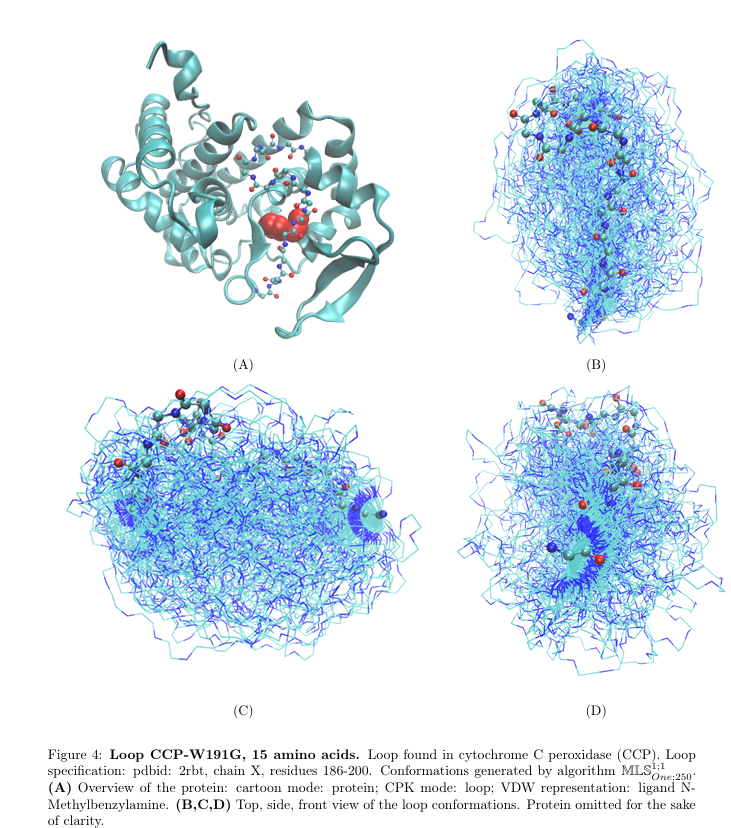 (A)
(B)
(C)
(D)
Figure 4: Loop CCP-W191G, 15 amino acids. Loop found in cytochrome C peroxidase (CCP). Loop
specification: pdbid: 2rbt, chain X, residues 186-200. Conformations generated by algorithm 𝕄𝕃𝕊^{1;1}_{One;250}.
(A) Overview of the protein: cartoon mode: protein; CPK mode: loop; VDW representation: ligand N-
Methylbenzylamine. (B,C,D) Top, side, front view of the loop conformations. Protein omitted for the sake
of clarity.